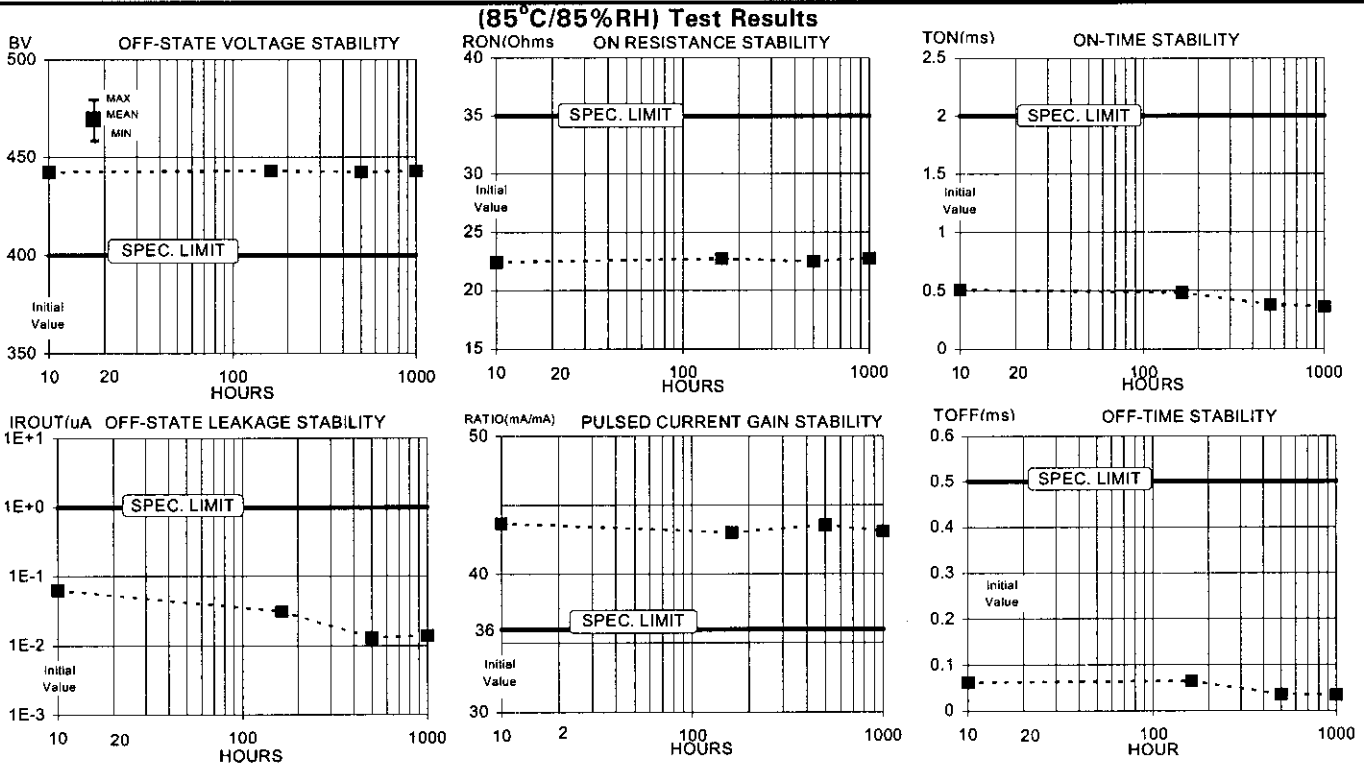 (85°C/85%RH) Test Results
BV OFF-STATE VOLTAGE STABILITY
500
MAX
MEAN
MIN
450
SPEC. LIMIT
400
Initial
Value
350
10 20 100 1000
HOURS
RON(Ohms ON RESISTANCE STABILITY
40
SPEC. LIMIT
35
30
Initial
Value
25
20
15
10 20 100 1000
HOURS
TON(ms) ON-TIME STABILITY
2.5
SPEC. LIMIT
2
1.5
Initial
Value
1
0.5
0
10 20 100 1000
HOURS
IROUT(uA OFF-STATE LEAKAGE STABILITY
1E+1
SPEC. LIMIT
1E+0
1E-1
1E-2
Initial
Value
1E-3
10 20 100 1000
HOURS
RATIO(mA/mA) PULSED CURRENT GAIN STABILITY
50
40
SPEC. LIMIT
36
Initial
Value
30
10 2 100 1000
HOURS
TOFF(ms) OFF-TIME STABILITY
0.6
SPEC. LIMIT
0.5
0.4
0.3
Initial
Value
0.2
0.1
0
10 20 100 1000
HOUR